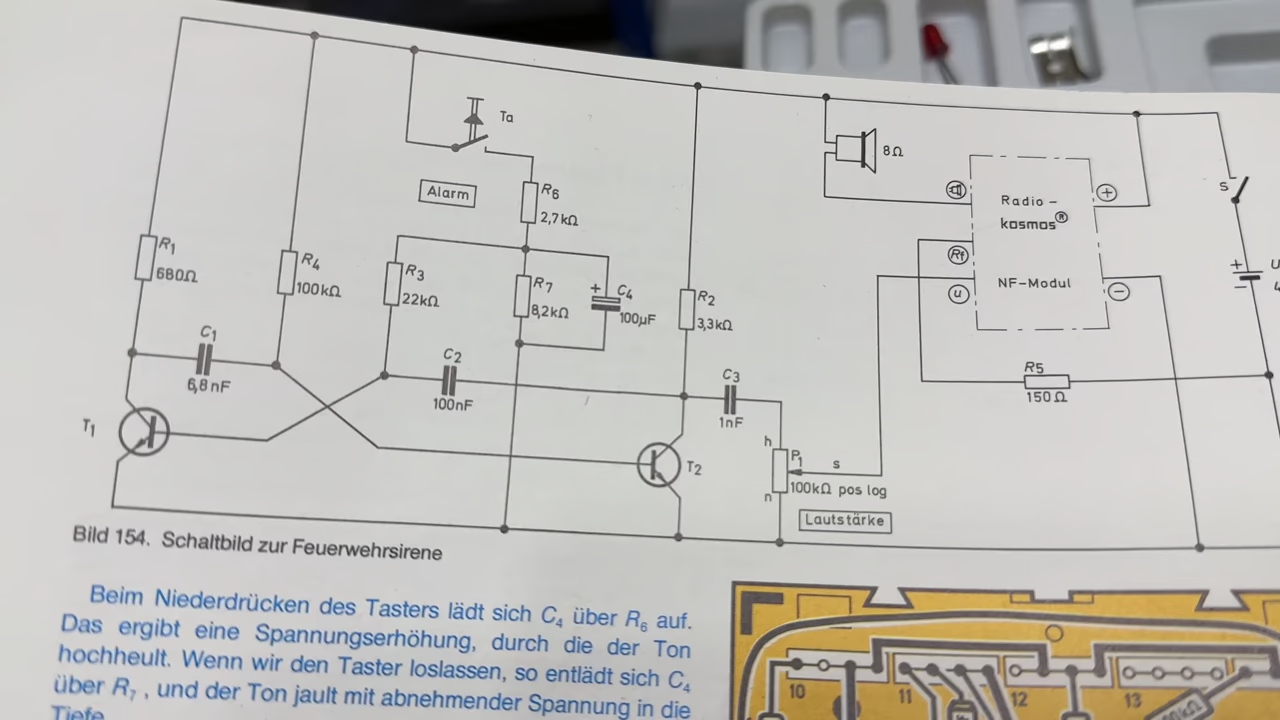 Ta
Alarm
R6
2,7kΩ
8Ω
Radio-
kosmos®
NF-Modul
+
S
R1
680Ω
R4
100kΩ
R3
22kΩ
R7
8,2kΩ
+
C4
100µF
R2
3,3kΩ
Rf
u
−
+
−
U
C1
6,8nF
C2
100nF
C3
1nF
R5
150Ω
T1
T2
h
P1
s
100kΩ pos log
n
Lautstärke
Bild 154. Schaltbild zur Feuerwehrsirene
Beim Niederdrücken des Tasters lädt sich C4 über R6 auf.
Das ergibt eine Spannungserhöhung, durch die der Ton
hochheult. Wenn wir den Taster loslassen, so entlädt sich C4
über R7, und der Ton jault mit abnehmender Spannung in die
Tiefe
10
11
12
13